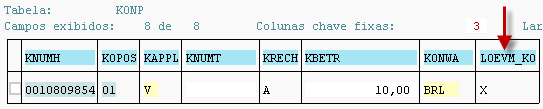 Tabela: KONP
Campos exibidos: 8 de 8 Colunas chave fixas: 3 Lar
KNUMH KOPOS KAPPL KNUMT KRECH KBETR KONWA LOEVM_KO
0010809854 01 V A 10,00 BRL X